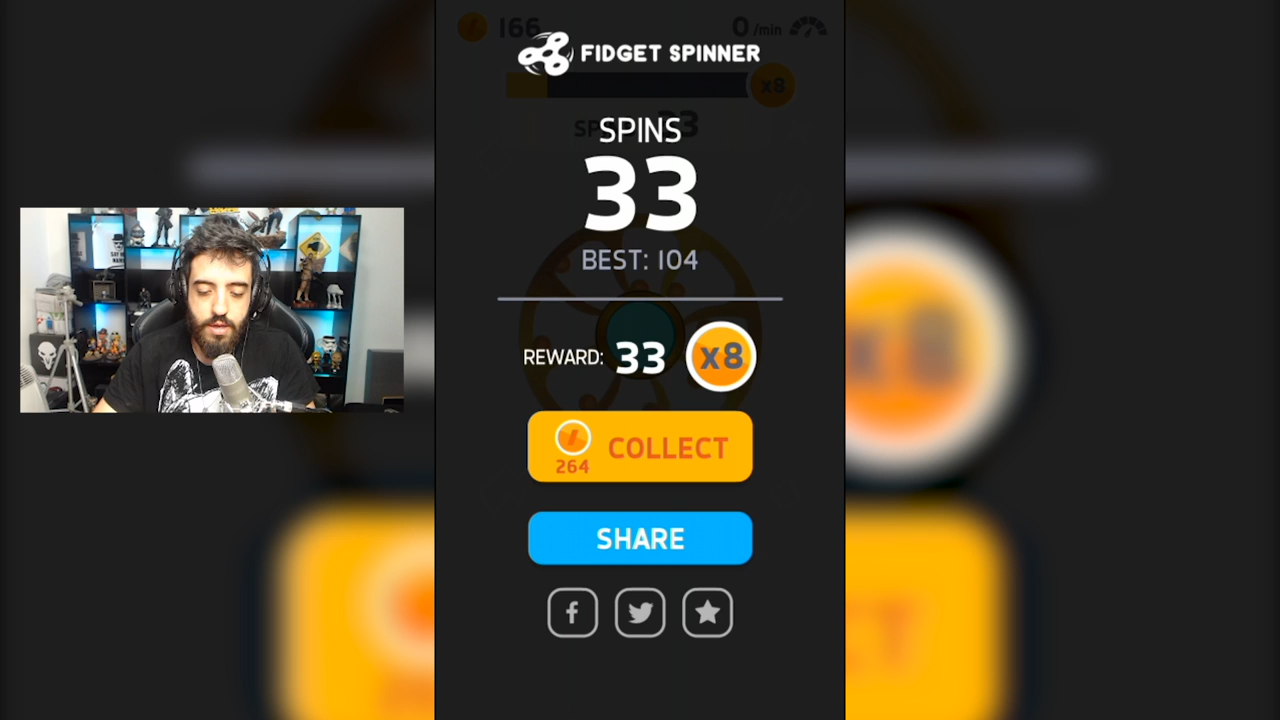 166
0 /min
FIDGET SPINNER
x8
SPINS
33
BEST: 104
REWARD: 33 x8
264 COLLECT
SHARE